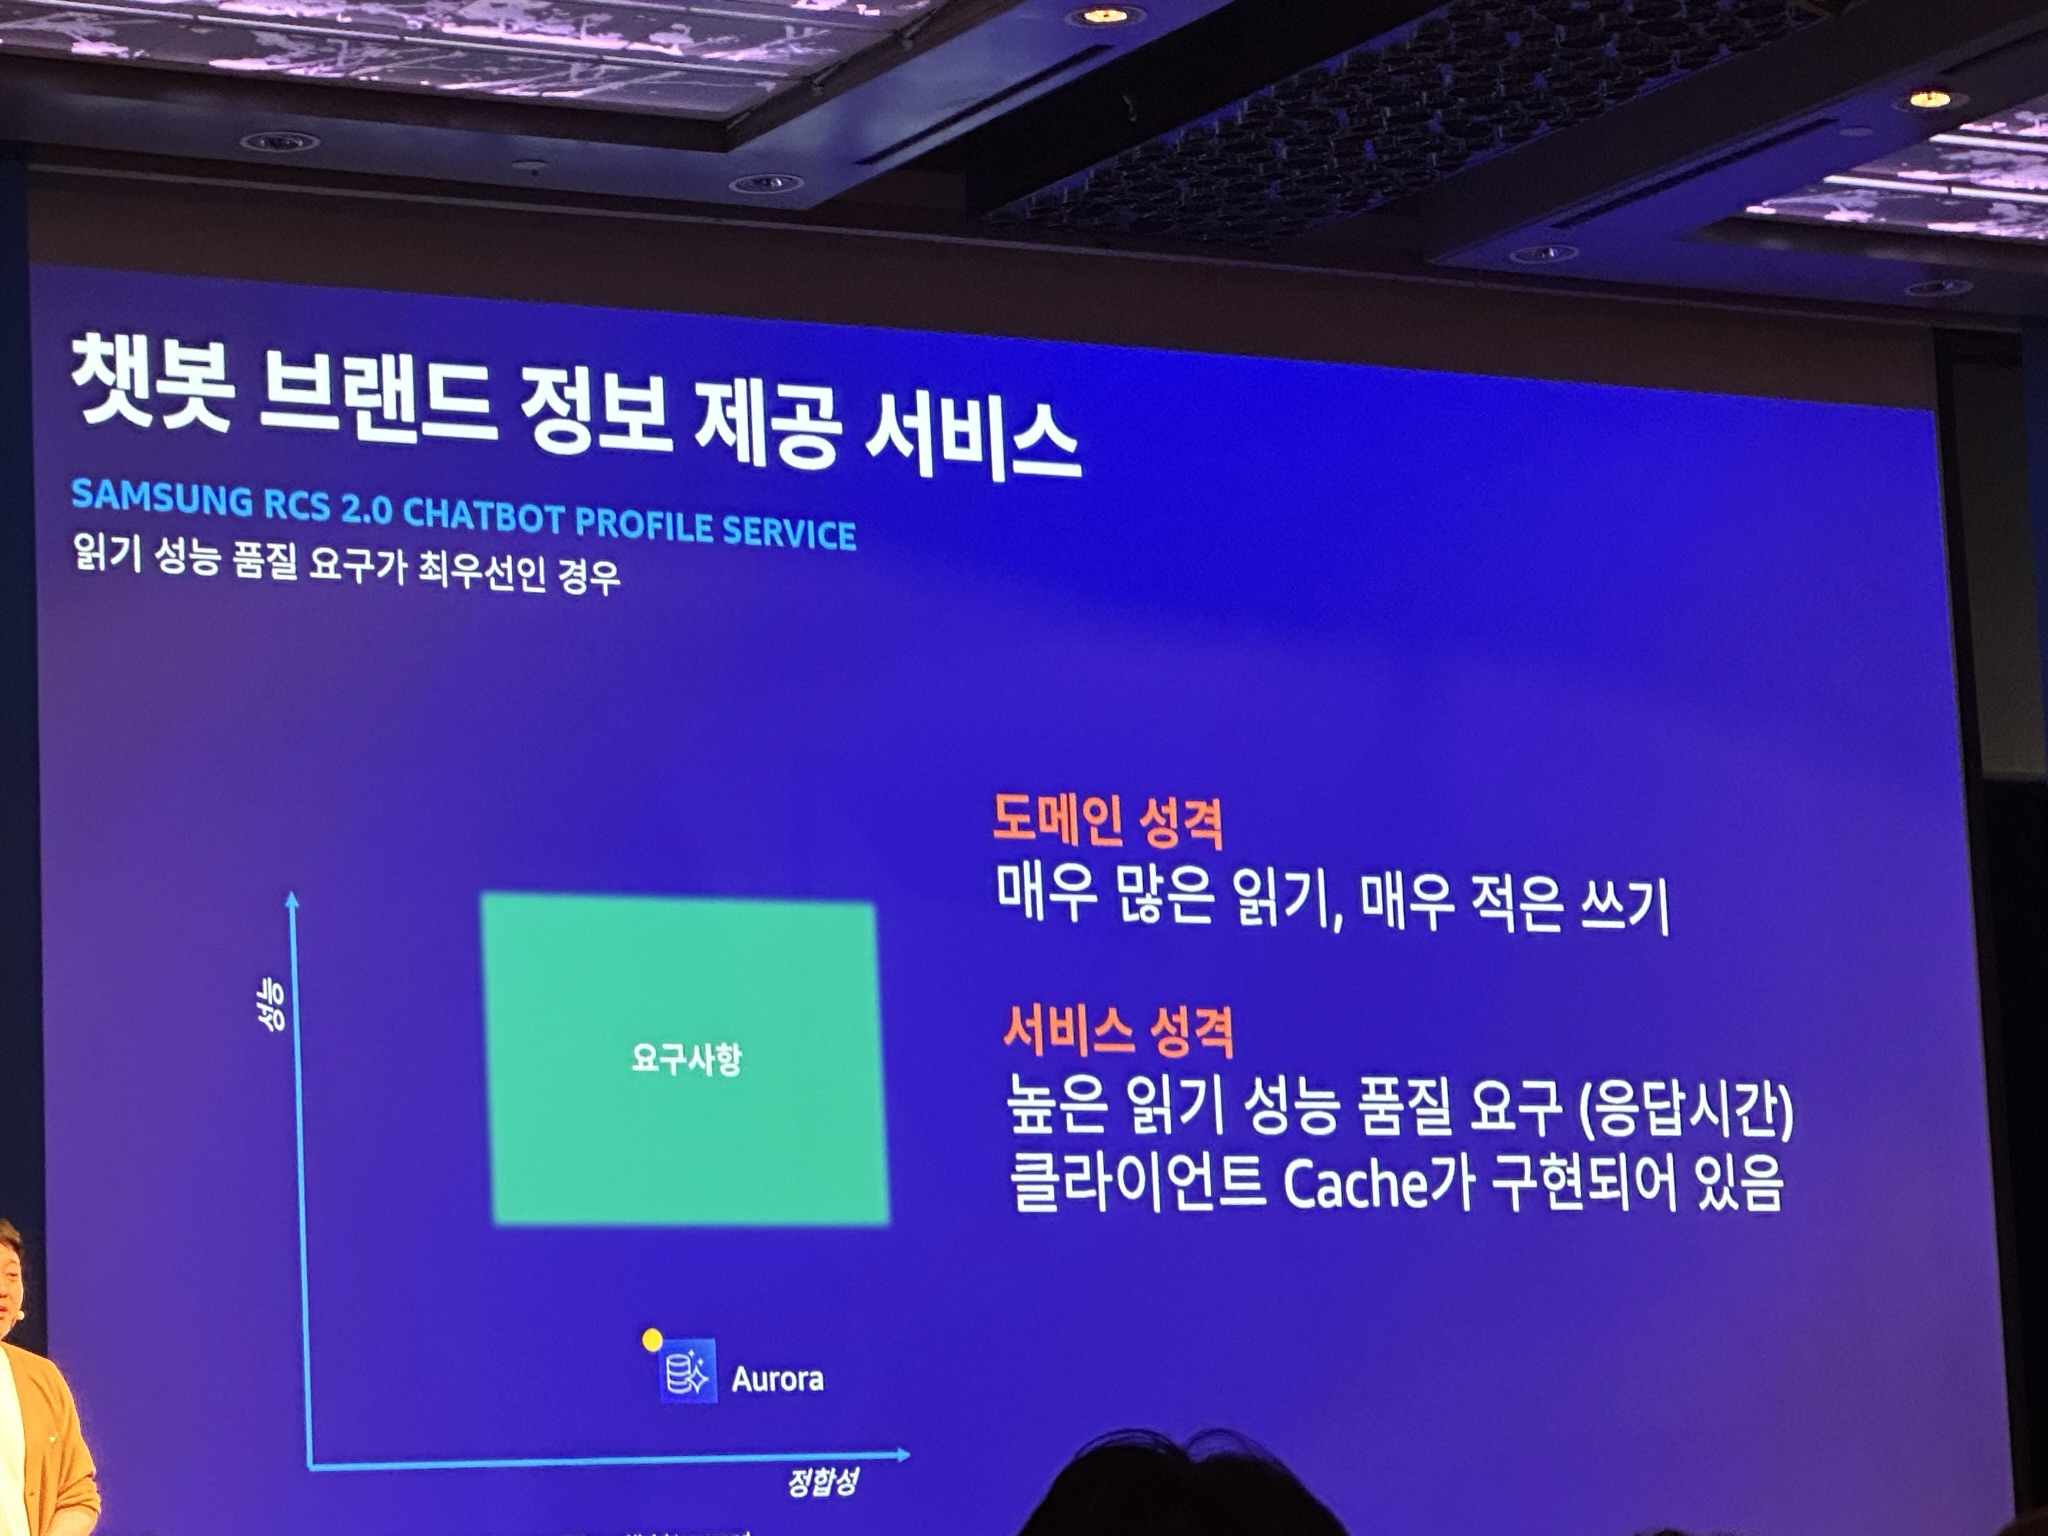 챗봇 브랜드 정보 제공 서비스
SAMSUNG RCS 2.0 CHATBOT PROFILE SERVICE
읽기 성능 품질 요구가 최우선인 경우
도메인 성격
매우 많은 읽기, 매우 적은 쓰기
서비스 성격
높은 읽기 성능 품질 요구 (응답시간)
클라이언트 Cache가 구현되어 있음
성능
요구사항
Aurora
정합성